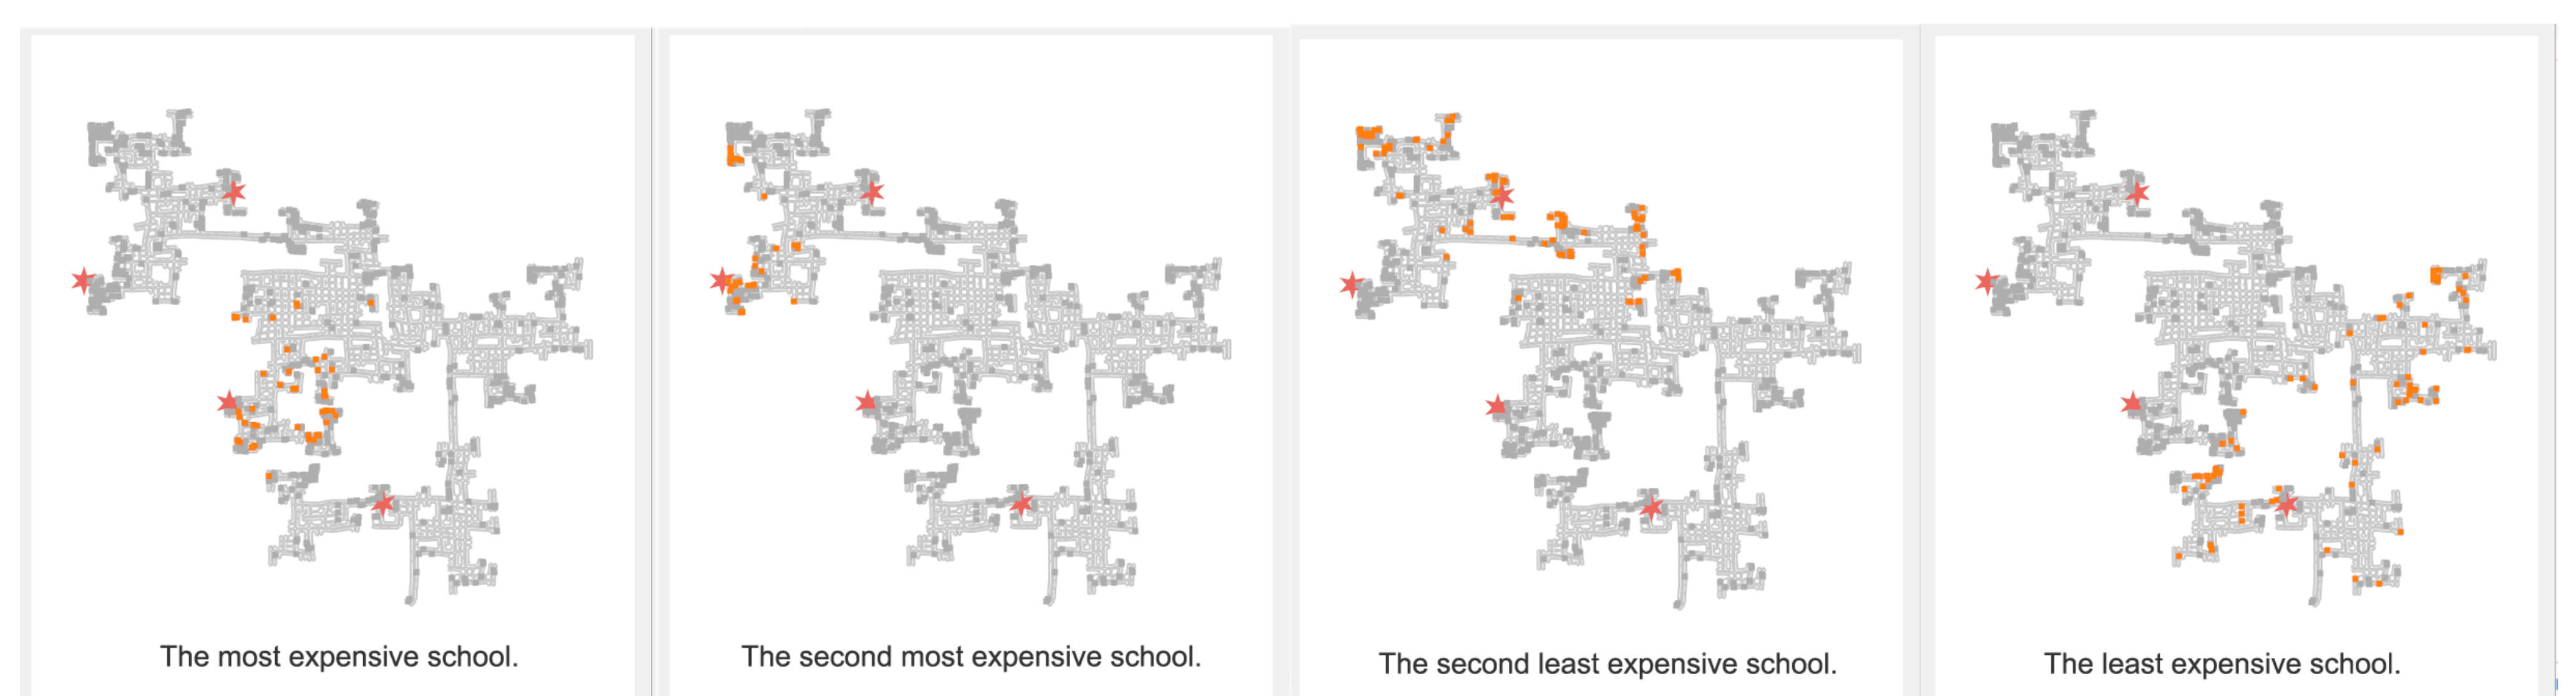 The most expensive school.
The second most expensive school.
The second least expensive school.
The least expensive school.